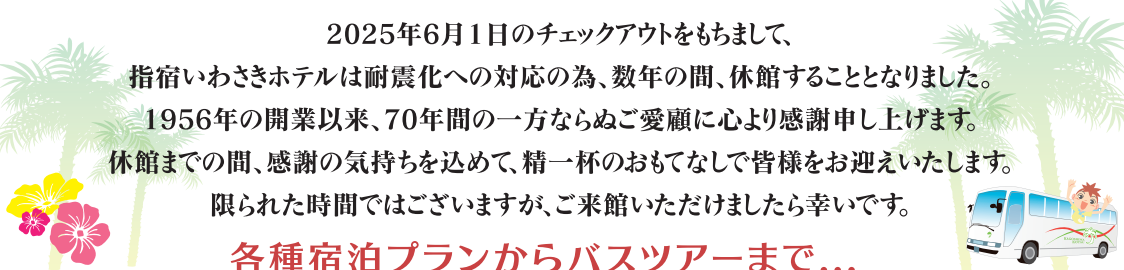 2025年6月1日のチェックアウトをもちまして、
指宿いわさきホテルは耐震化への対応の為、数年の間、休館することとなりました。
1956年の開業以来、70年間の一方ならぬご愛顧に心より感謝申し上げます。
休館までの間、感謝の気持ちを込めて、精一杯のおもてなしで皆様をお迎えいたします。
限られた時間ではございますが、ご来館いただけましたら幸いです。
各種宿泊プランからバスツアーまで...